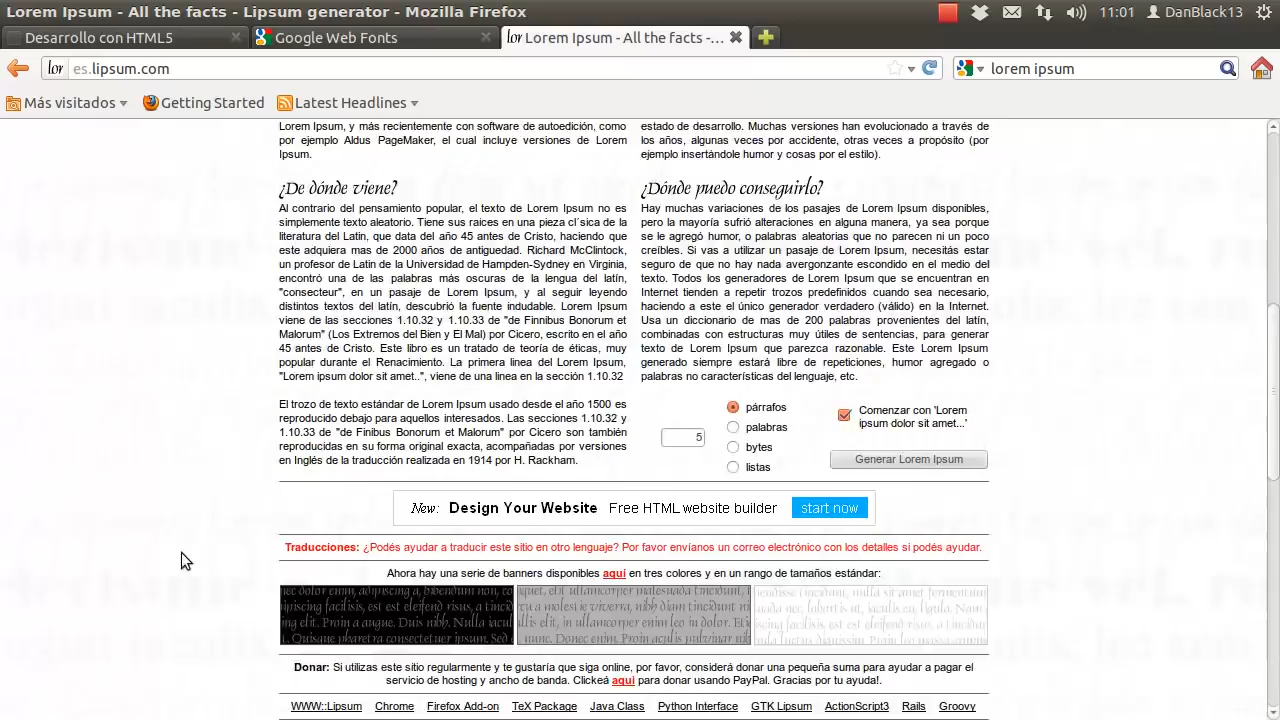 Lorem Ipsum - All the facts - Lipsum generator - Mozilla Firefox
11:01
DanBlack13
Desarrollo con HTML5
Google Web Fonts
Lorem Ipsum - All the facts -...
es.lipsum.com
lorem ipsum
Más visitados
Getting Started
Latest Headlines
Lorem Ipsum, y más recientemente con software de autoedición, como
por ejemplo Aldus PageMaker, el cual incluye versiones de Lorem
Ipsum.
¿De dónde viene?
Al contrario del pensamiento popular, el texto de Lorem Ipsum no es
simplemente texto aleatorio. Tiene sus raices en una pieza cl´sica de la
literatura del Latin, que data del año 45 antes de Cristo, haciendo que
este adquiera mas de 2000 años de antiguedad. Richard McClintock,
un profesor de Latin de la Universidad de Hampden-Sydney en Virginia,
encontró una de las palabras más oscuras de la lengua del latín,
"consecteur", en un pasaje de Lorem Ipsum, y al seguir leyendo
distintos textos del latín, descubrió la fuente indudable. Lorem Ipsum
viene de las secciones 1.10.32 y 1.10.33 de "de Finnibus Bonorum et
Malorum" (Los Extremos del Bien y El Mal) por Cicero, escrito en el año
45 antes de Cristo. Este libro es un tratado de teoría de éticas, muy
popular durante el Renacimiento. La primera linea del Lorem Ipsum,
"Lorem ipsum dolor sit amet..", viene de una linea en la sección 1.10.32
El trozo de texto estándar de Lorem Ipsum usado desde el año 1500 es
reproducido debajo para aquellos interesados. Las secciones 1.10.32 y
1.10.33 de "de Finibus Bonorum et Malorum" por Cicero son también
reproducidas en su forma original exacta, acompañadas por versiones
en Inglés de la traducción realizada en 1914 por H. Rackham.
estado de desarrollo. Muchas versiones han evolucionado a través de
los años, algunas veces por accidente, otras veces a propósito (por
ejemplo insertándole humor y cosas por el estilo).
¿Dónde puedo conseguirlo?
Hay muchas variaciones de los pasajes de Lorem Ipsum disponibles,
pero la mayoría sufrió alteraciones en alguna manera, ya sea porque
se le agregó humor, o palabras aleatorias que no parecen ni un poco
creíbles. Si vas a utilizar un pasaje de Lorem Ipsum, necesitás estar
seguro de que no hay nada avergonzante escondido en el medio del
texto. Todos los generadores de Lorem Ipsum que se encuentran en
Internet tienden a repetir trozos predefinidos cuando sea necesario,
haciendo a este el único generador verdadero (válido) en la Internet.
Usa un diccionario de mas de 200 palabras provenientes del latín,
combinadas con estructuras muy útiles de sentencias, para generar
texto de Lorem Ipsum que parezca razonable. Este Lorem Ipsum
generado siempre estará libre de repeticiones, humor agregado o
palabras no características del lenguaje, etc.
5
párrafos
palabras
bytes
listas
Comenzar con 'Lorem
ipsum dolor sit amet...'
Generar Lorem Ipsum
New: Design Your Website Free HTML website builder start now
Traducciones: ¿Podés ayudar a traducir este sitio en otro lenguaje? Por favor envíanos un correo electrónico con los detalles si podés ayudar.
Ahora hay una serie de banners disponibles aquí en tres colores y en un rango de tamaños estándar:
Donar: Si utilizas este sitio regularmente y te gustaría que siga online, por favor, considerá donar una pequeña suma para ayudar a pagar el
servicio de hosting y ancho de banda. Clickeá aqui para donar usando PayPal. Gracias por tu ayuda!.
WWW::Lipsum Chrome Firefox Add-on TeX Package Java Class Python Interface GTK Lipsum ActionScript3 Rails Groovy